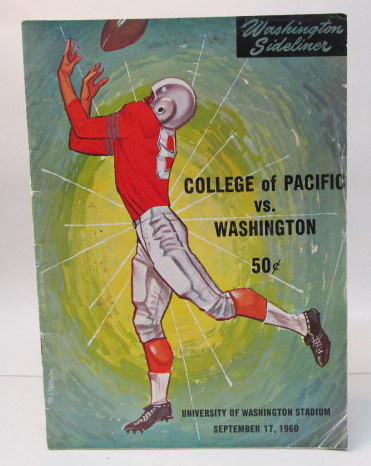 Washington
Sideliner
COLLEGE of PACIFIC
vs.
WASHINGTON
50¢
UNIVERSITY OF WASHINGTON STADIUM
SEPTEMBER 17, 1960